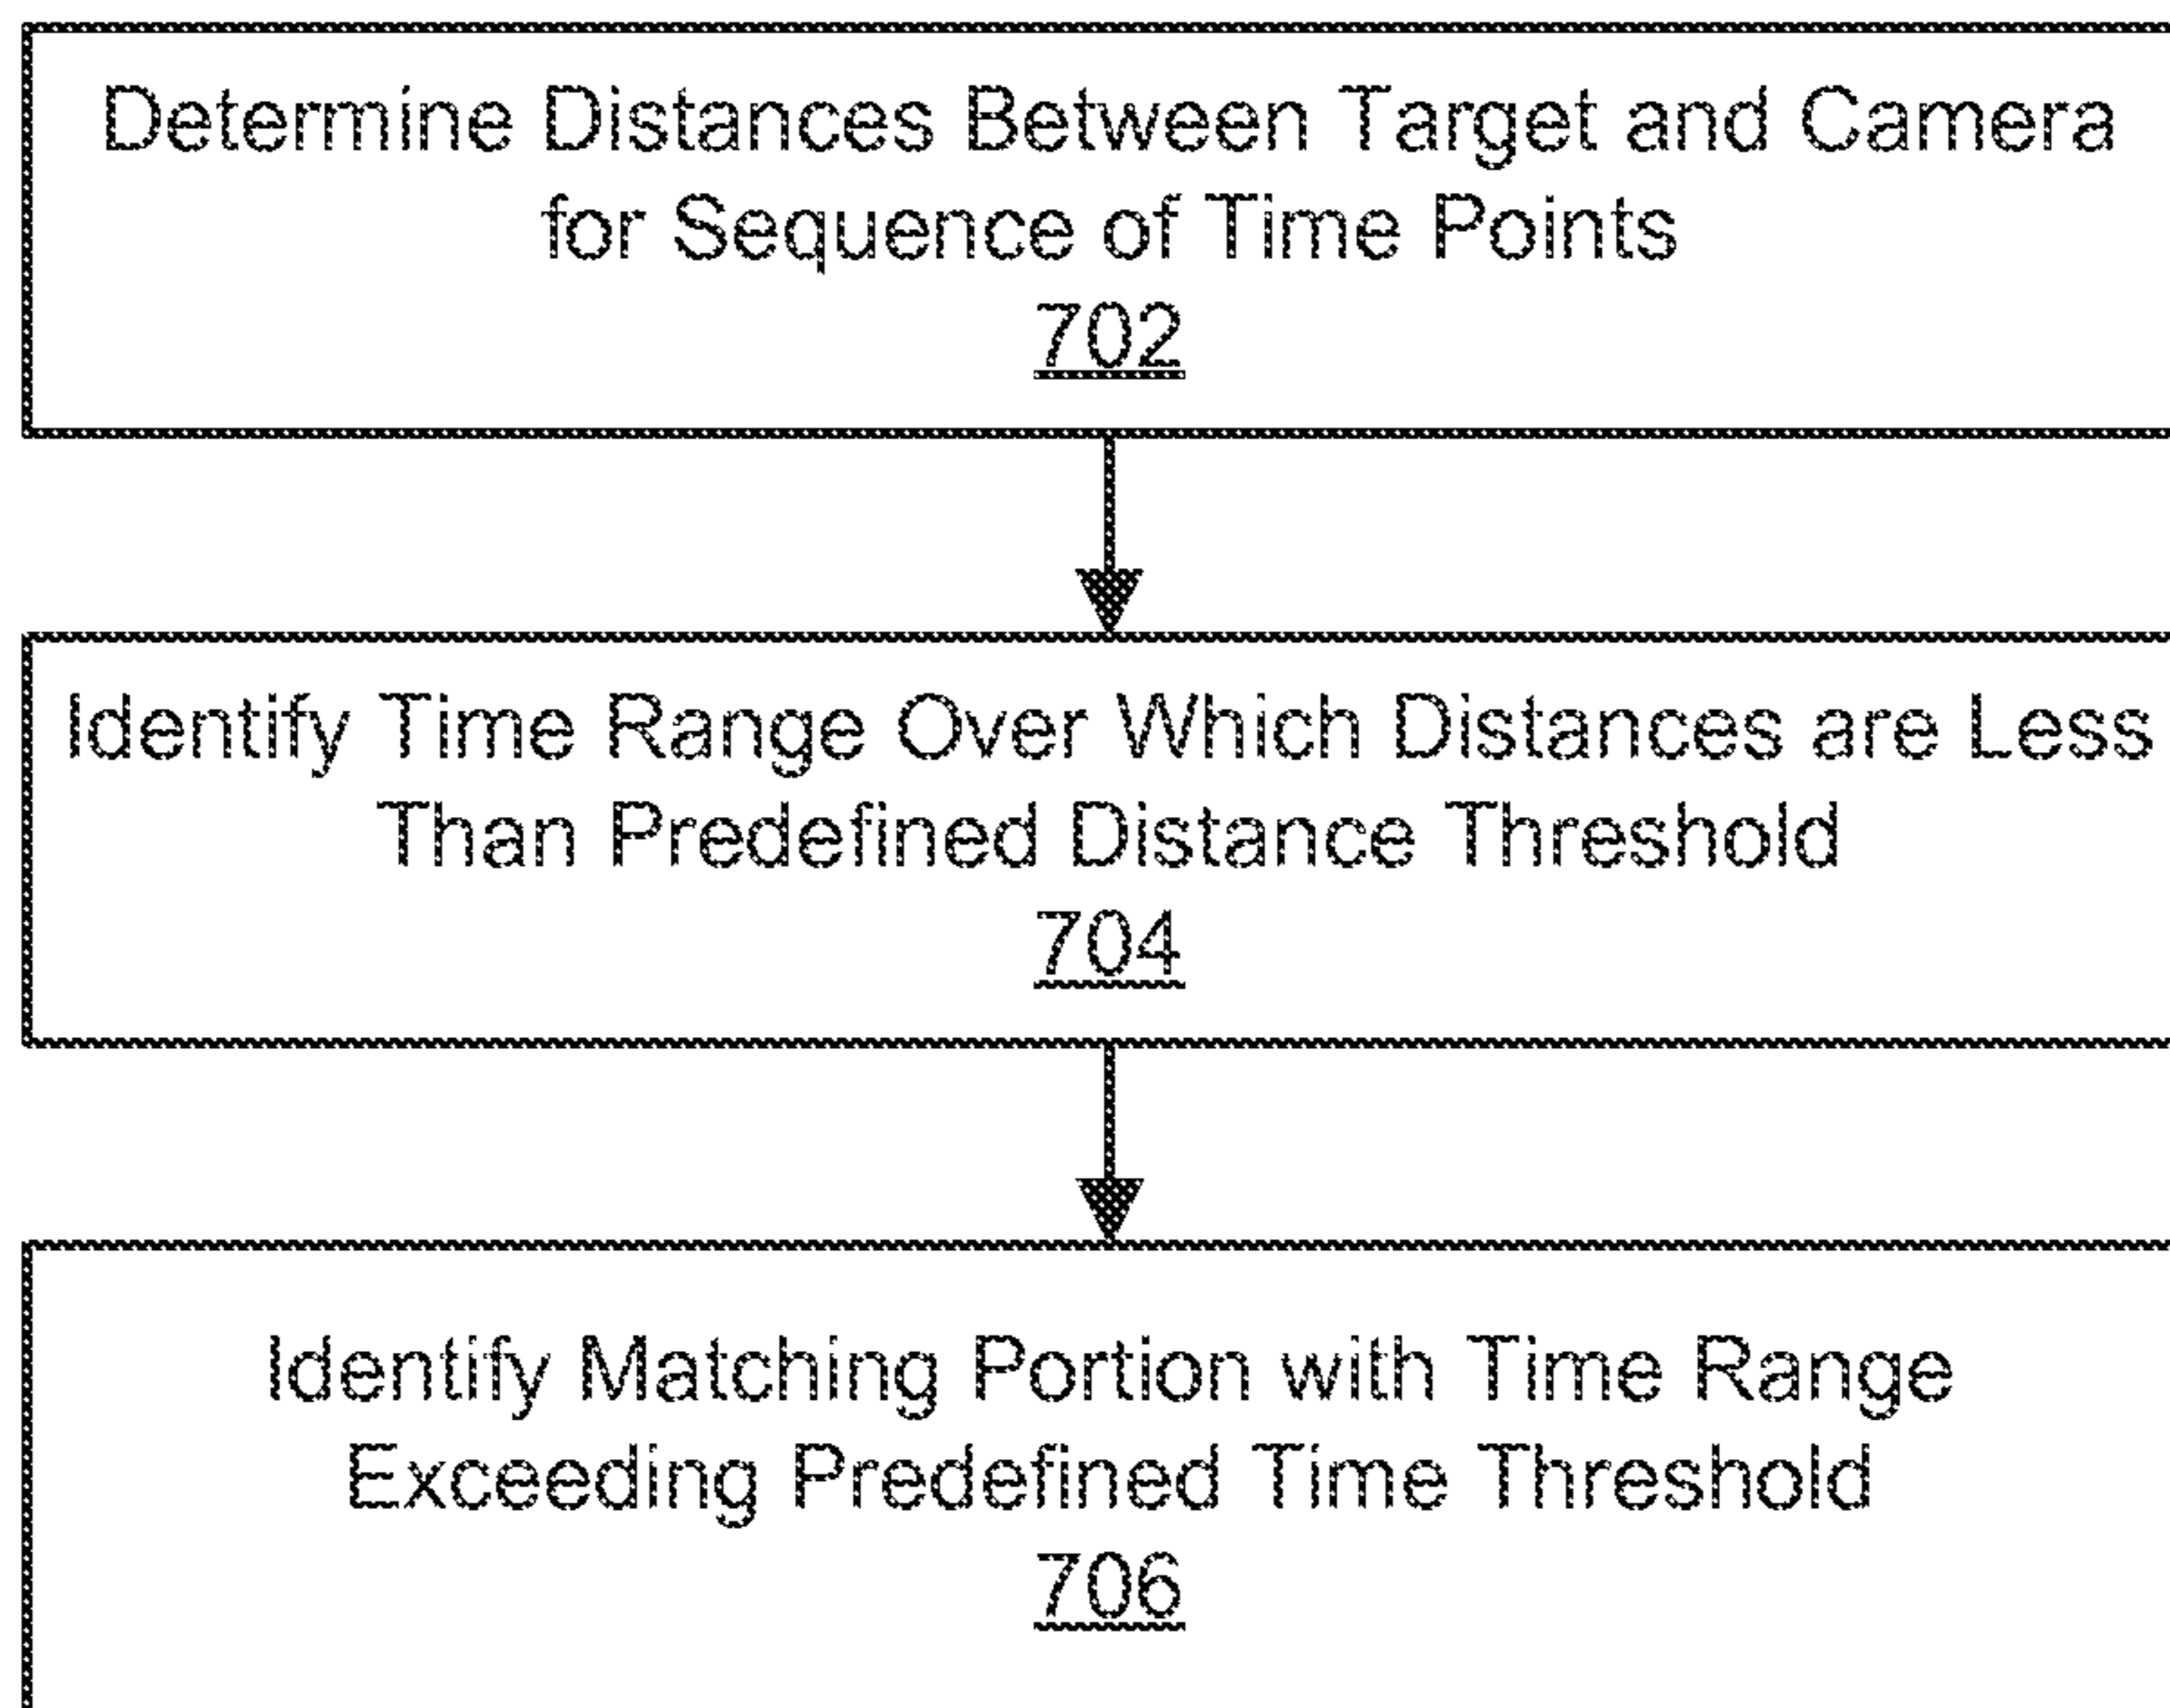 Determine Distances Between Target and Camera
for Sequence of Time Points
702
Identify Time Range Over Which Distances are Less
Than Predefined Distance Threshold
704
Identify Matching Portion with Time Range
Exceeding Predefined Time Threshold
706